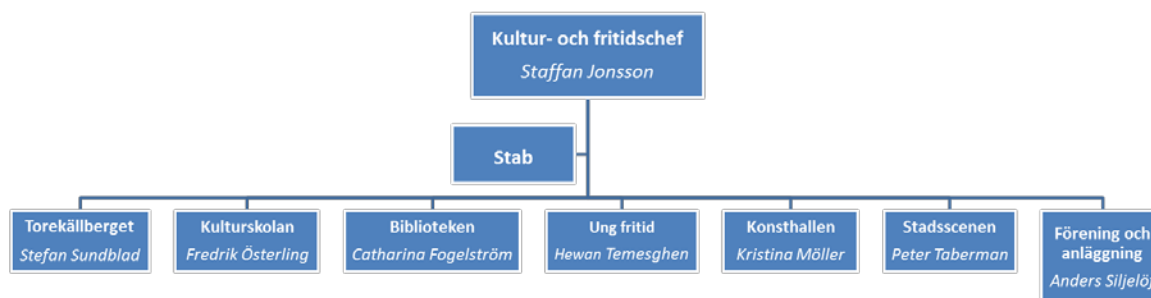 Kultur- och fritidschef
Staffan Jonsson
Stab
Torekällberget
Stefan Sundblad
Kulturskolan
Fredrik Österling
Biblioteken
Catharina Fogelström
Ung fritid
Hewan Temesghen
Konsthallen
Kristina Möller
Stadsscenen
Peter Taberman
Förening och
anläggning
Anders Siljelöf